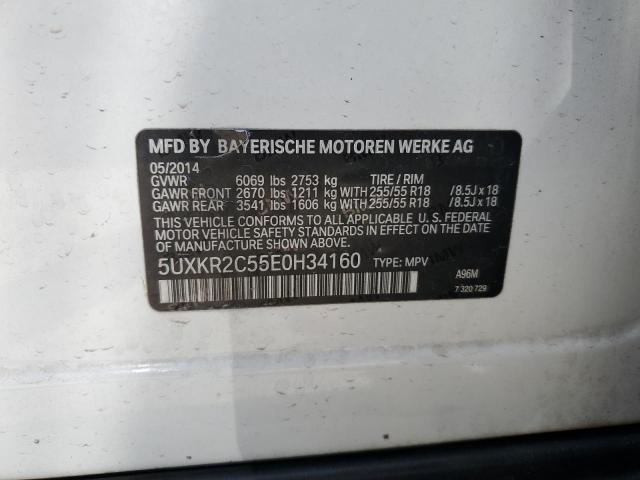 MFD BY BAYERISCHE MOTOREN WERKE AG
05/2014
GVWR 6069 lbs 2753 kg TIRE / RIM
GAWR FRONT 2670 lbs 1211 kg WITH 255/55 R18 /8.5J x 18
GAWR REAR 3541 lbs 1606 kg WITH 255/55 R18 /8.5J x 18
THIS VEHICLE CONFORMS TO ALL APPLICABLE U. S. FEDERAL
MOTOR VEHICLE SAFETY STANDARDS IN EFFECT ON THE DATE OF
MANUFACTURE SHOWN ABOVE.
5UXKR2C55E0H34160 TYPE: MPV
A96M
7 320 729